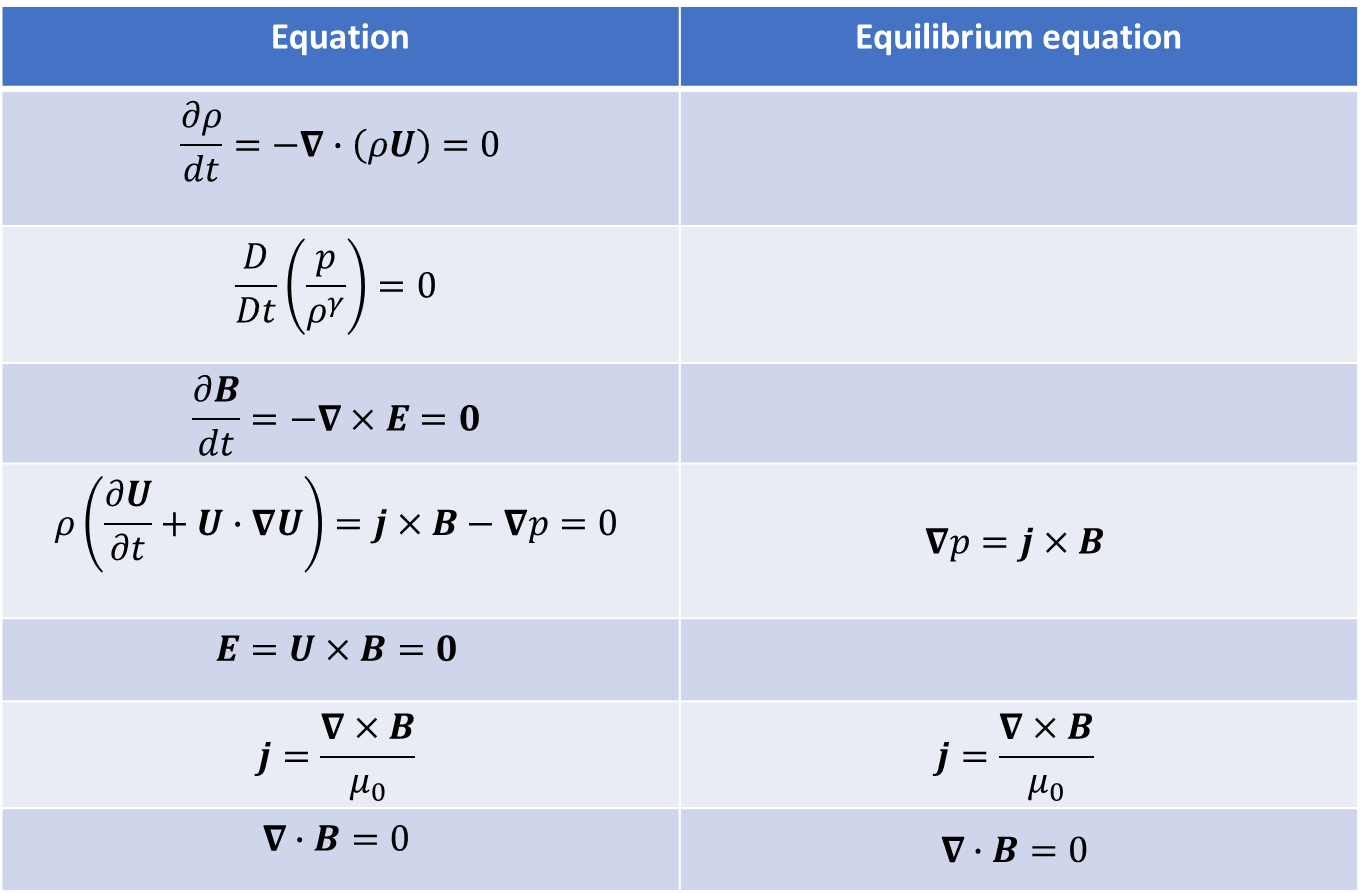 Equation Equilibrium equation
∂ρ/dt = −∇ · (ρU) = 0
D/Dt (p/ρ^γ) = 0
∂B/dt = −∇ × E = 0
ρ(∂U/∂t + U · ∇U) = j × B − ∇p = 0 ∇p = j × B
E = U × B = 0
j = ∇ × B/μ₀ j = ∇ × B/μ₀
∇ · B = 0 ∇ · B = 0